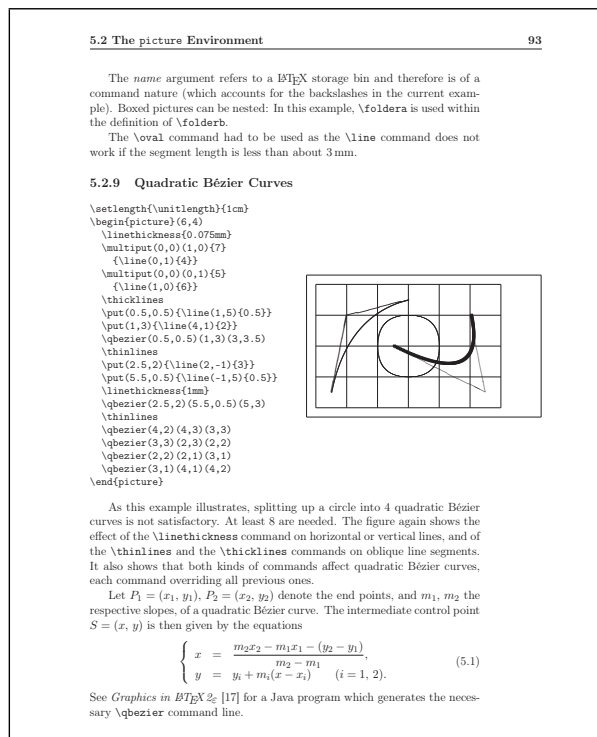 5.2 The picture Environment 93
The name argument refers to a LATEX storage bin and therefore is of a
command nature (which accounts for the backslashes in the current exam-
ple). Boxed pictures can be nested: In this example, \foldera is used within
the definition of \folderb.
The \oval command had to be used as the \line command does not
work if the segment length is less than about 3 mm.
5.2.9 Quadratic Bézier Curves
\setlength{\unitlength}{1cm}
\begin{picture}(6,4)
\linethickness{0.075mm}
\multiput(0,0)(1,0){7}
{\line(0,1){4}}
\multiput(0,0)(0,1){5}
{\line(1,0){6}}
\thicklines
\put(0.5,0.5){\line(1,5){0.5}}
\put(1,3){\line(4,1){2}}
\qbezier(0.5,0.5)(1,3)(3,3.5)
\thinlines
\put(2.5,2){\line(2,-1){3}}
\put(5.5,0.5){\line(-1,5){0.5}}
\linethickness{1mm}
\qbezier(2.5,2)(5.5,0.5)(5,3)
\thinlines
\qbezier(4,2)(4,3)(3,3)
\qbezier(3,3)(2,3)(2,2)
\qbezier(2,2)(2,1)(3,1)
\qbezier(3,1)(4,1)(4,2)
\end{picture}
As this example illustrates, splitting up a circle into 4 quadratic Bézier
curves is not satisfactory. At least 8 are needed. The figure again shows the
effect of the \linethickness command on horizontal or vertical lines, and of
the \thinlines and the \thicklines commands on oblique line segments.
It also shows that both kinds of commands affect quadratic Bézier curves,
each command overriding all previous ones.
Let P₁ = (x₁, y₁), P₂ = (x₂, y₂) denote the end points, and m₁, m₂ the
respective slopes, of a quadratic Bézier curve. The intermediate control point
S = (x, y) is then given by the equations
{ x = (m₂x₂ − m₁x₁ − (y₂ − y₁)) / (m₂ − m₁),
y = yᵢ + mᵢ(x − xᵢ) (i = 1, 2). (5.1)
See Graphics in LATEX 2ε [17] for a Java program which generates the neces-
sary \qbezier command line.